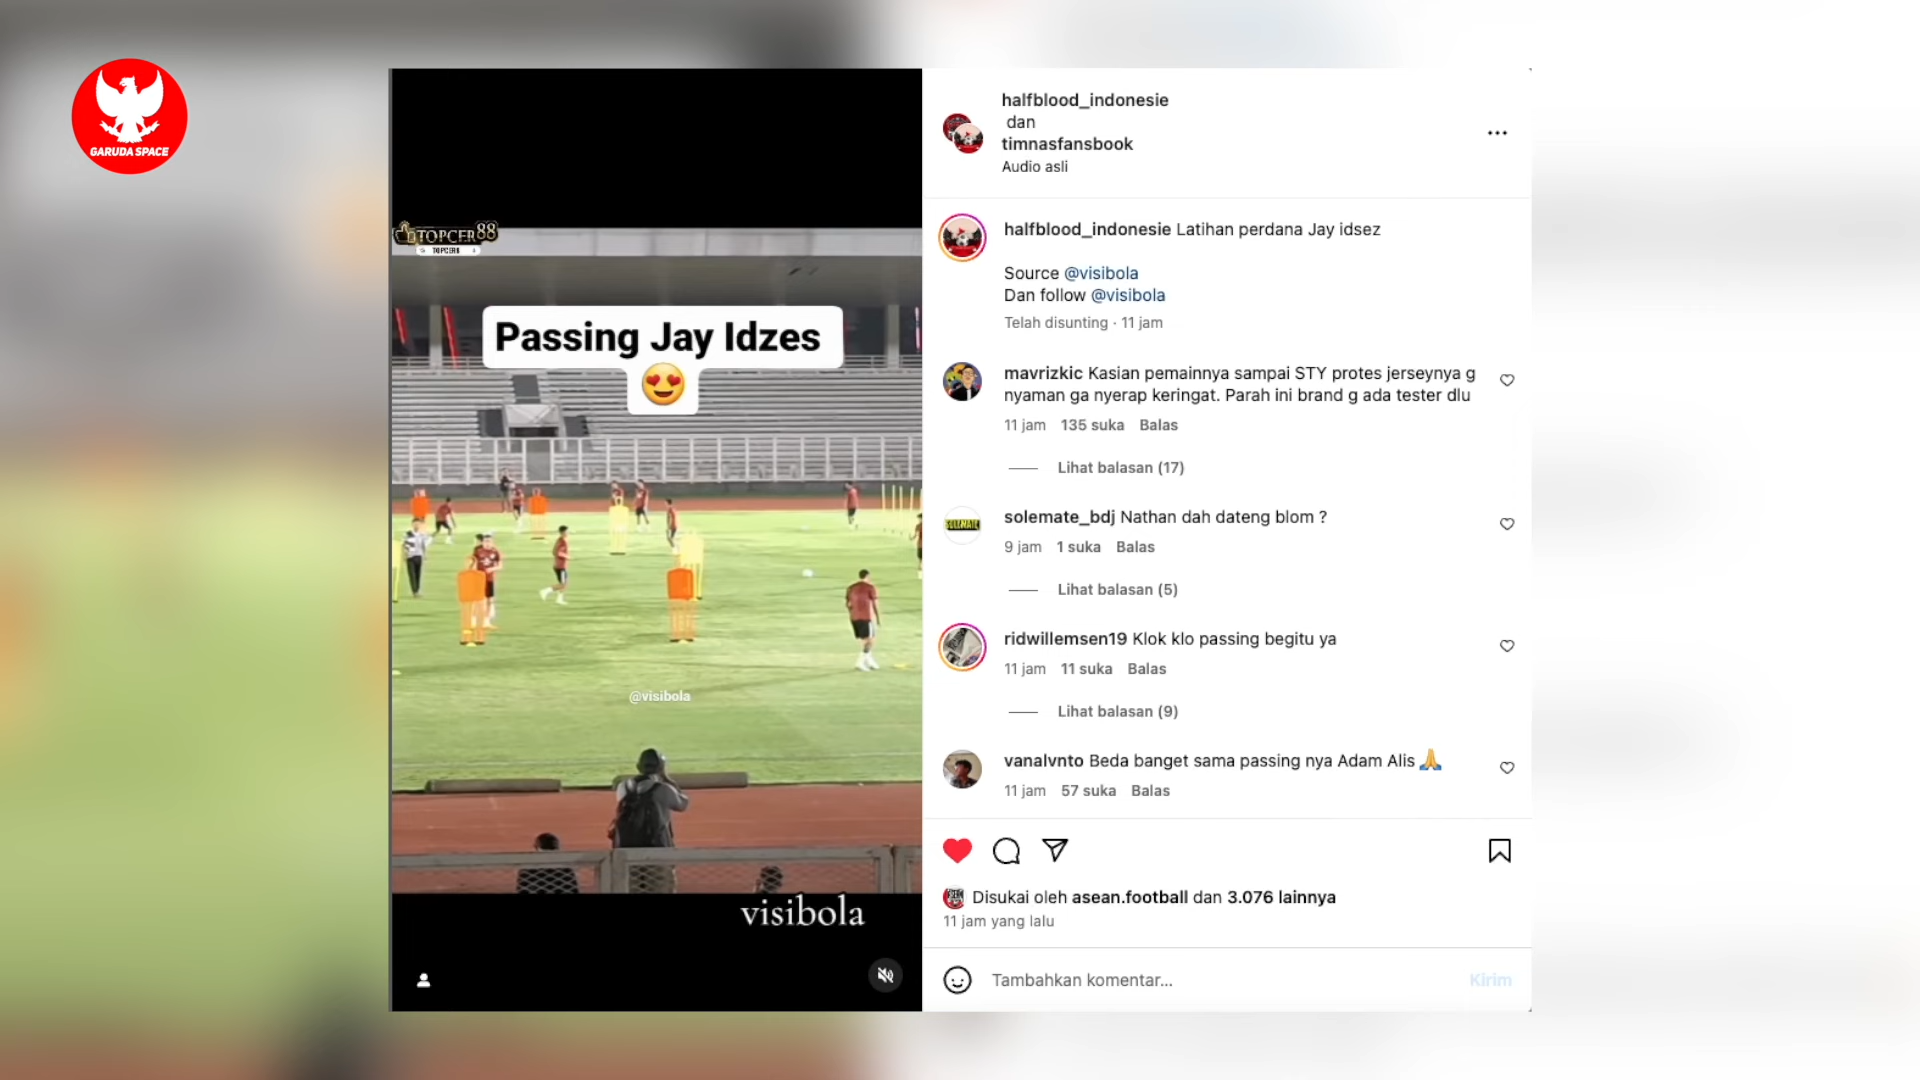 GARUDA SPACE
TOPCER88
TOPCER8
Passing Jay Idzes
@visibola
visibola
halfblood_indonesie
dan
timnasfansbook
Audio asli
halfblood_indonesie Latihan perdana Jay idsez
Source @visibola
Dan follow @visibola
Telah disunting · 11 jam
mavrizkic Kasian pemainnya sampai STY protes jerseynya g
nyaman ga nyerap keringat. Parah ini brand g ada tester dlu
11 jam 135 suka Balas
Lihat balasan (17)
SOLEMATE
solemate_bdj Nathan dah dateng blom ?
9 jam 1 suka Balas
Lihat balasan (5)
ridwillemsen19 Klok klo passing begitu ya
11 jam 11 suka Balas
Lihat balasan (9)
vanalvnto Beda banget sama passing nya Adam Alis 🙏
11 jam 57 suka Balas
Disukai oleh asean.football dan 3.076 lainnya
11 jam yang lalu
Tambahkan komentar...
Kirim